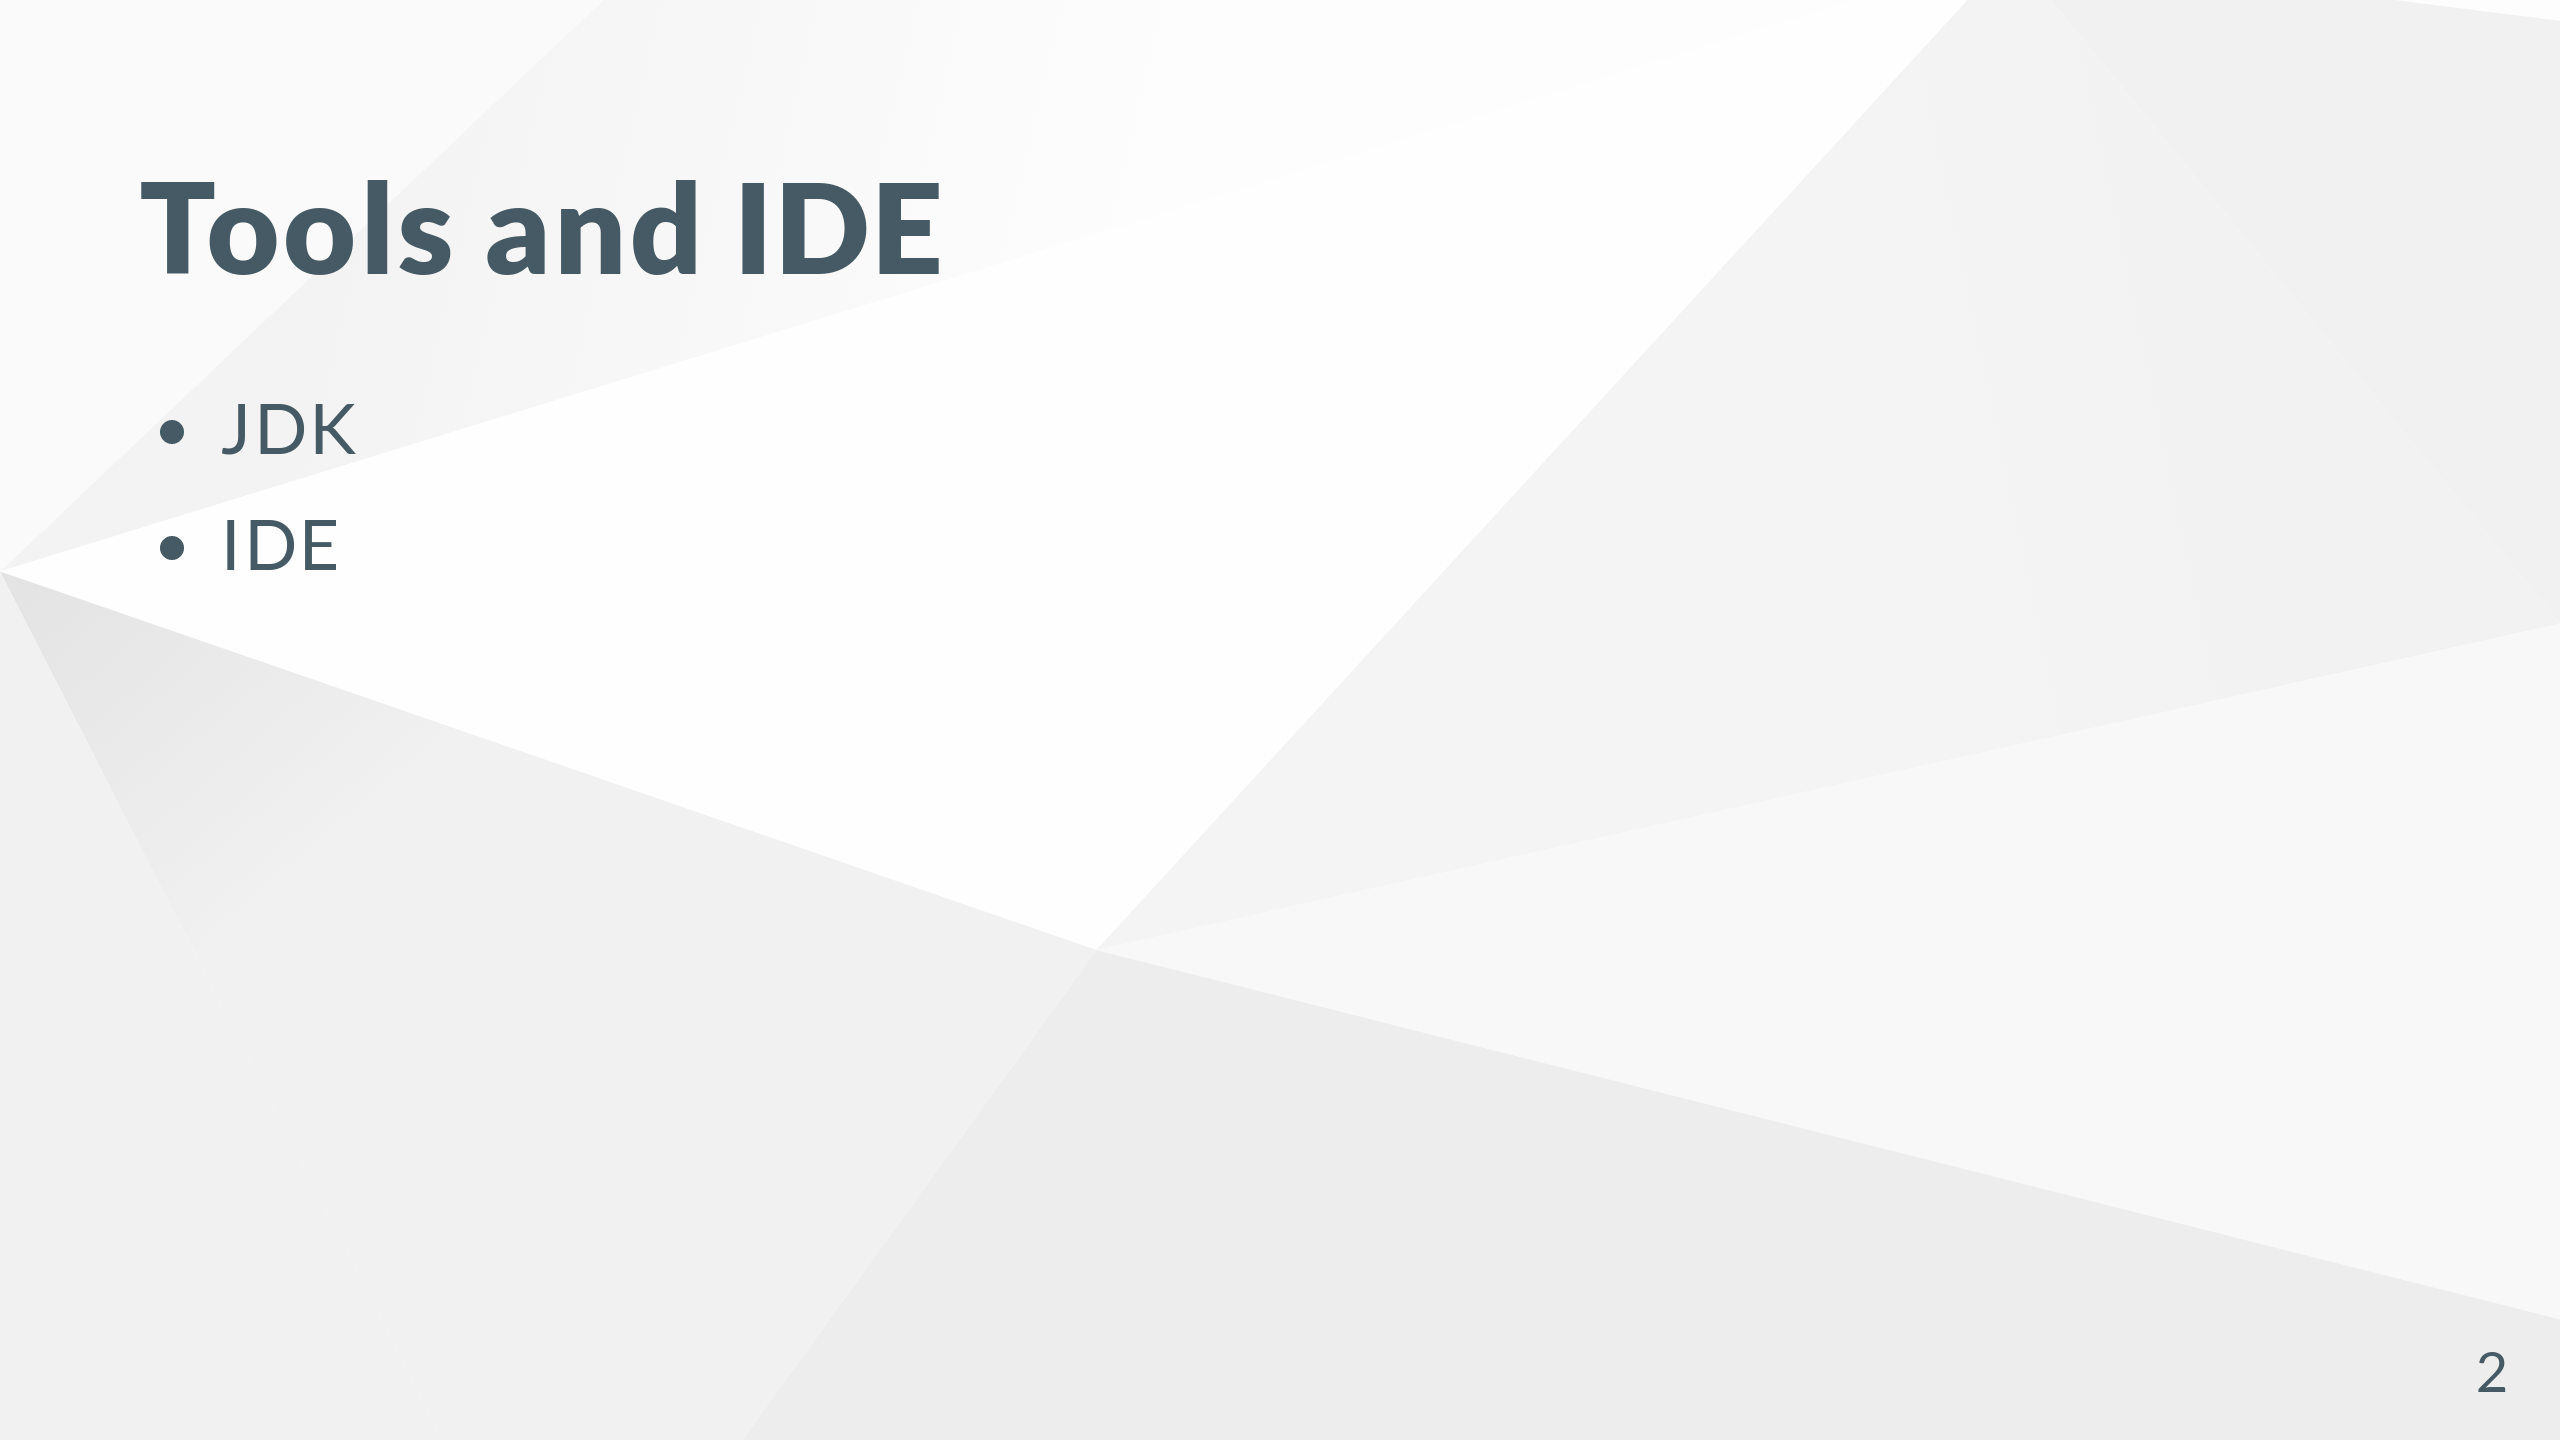 Tools and IDE
• JDK
• IDE
2